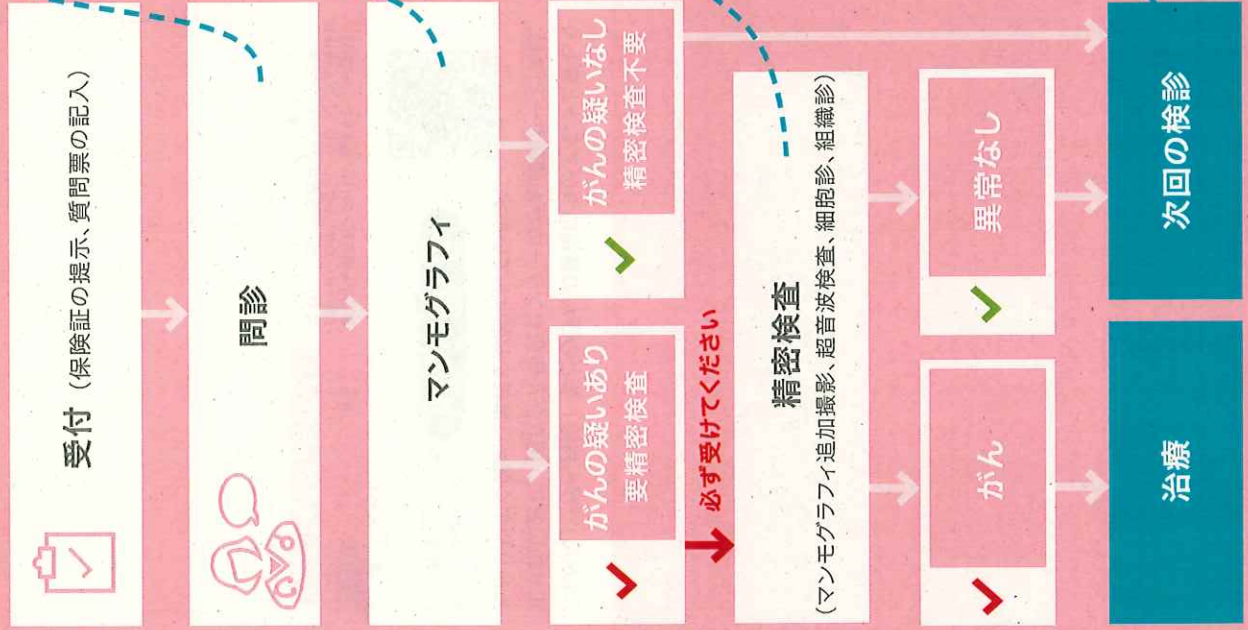 受付（保険証の提示、質問票の記入）
問診
マンモグラフィ
がんの疑いあり
要精密検査
がんの疑いなし
精密検査不要
必ず受けてください
精密検査
（マンモグラフィ追加撮影、超音波検査、細胞診、組織診）
がん
異常なし
治療
次回の検診